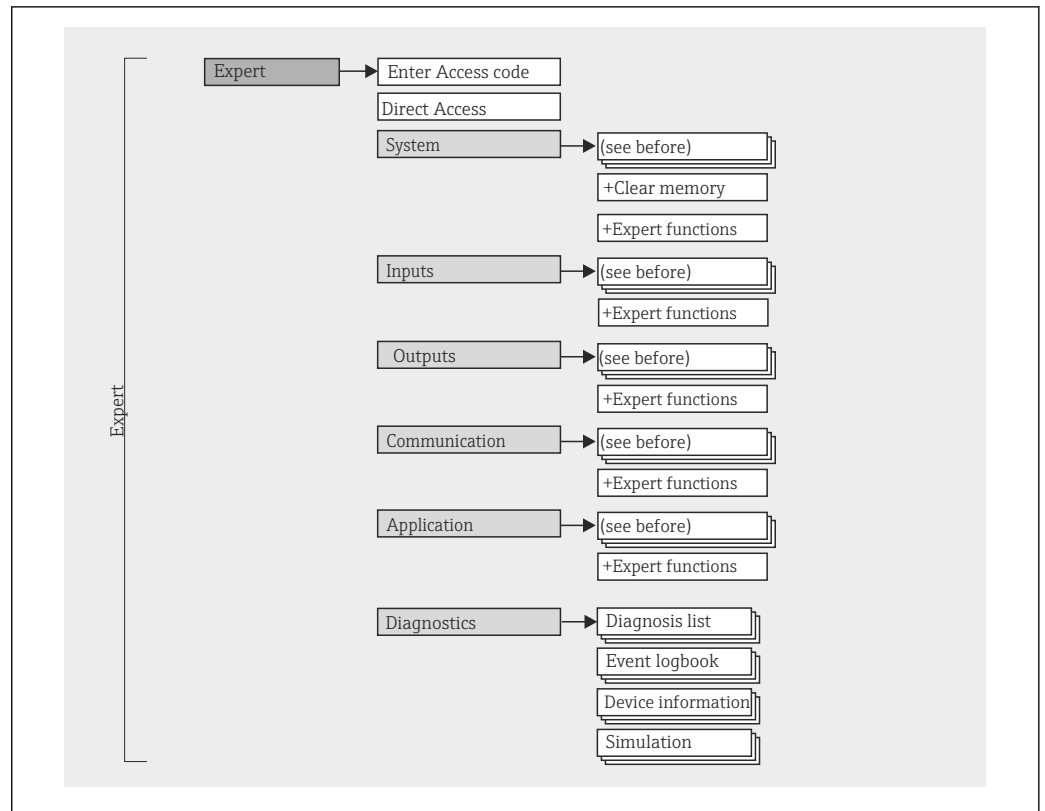 Expert
Expert
Enter Access code
Direct Access
System
(see before)
+Clear memory
+Expert functions
Inputs
(see before)
+Expert functions
Outputs
(see before)
+Expert functions
Communication
(see before)
+Expert functions
Application
(see before)
+Expert functions
Diagnostics
Diagnosis list
Event logbook
Device information
Simulation